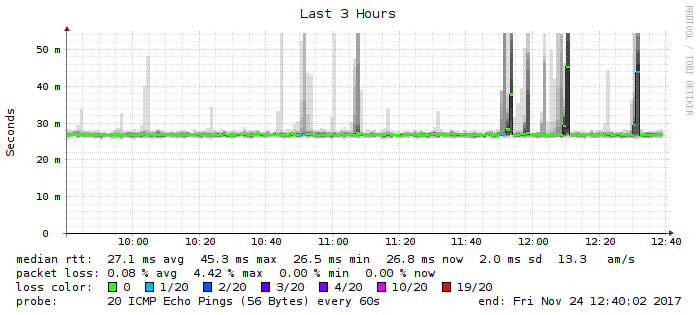 Last 3 Hours
RRDTOOL / TOBI OETIKER
Seconds
50 m
40 m
30 m
20 m
10 m
0
10:00 10:20 10:40 11:00 11:20 11:40 12:00 12:20 12:40
median rtt: 27.1 ms avg 45.3 ms max 26.5 ms min 26.8 ms now 2.0 ms sd 13.3 am/s
packet loss: 0.08 % avg 4.42 % max 0.00 % min 0.00 % now
loss color: 0 1/20 2/20 3/20 4/20 10/20 19/20
probe: 20 ICMP Echo Pings (56 Bytes) every 60s end: Fri Nov 24 12:40:02 2017